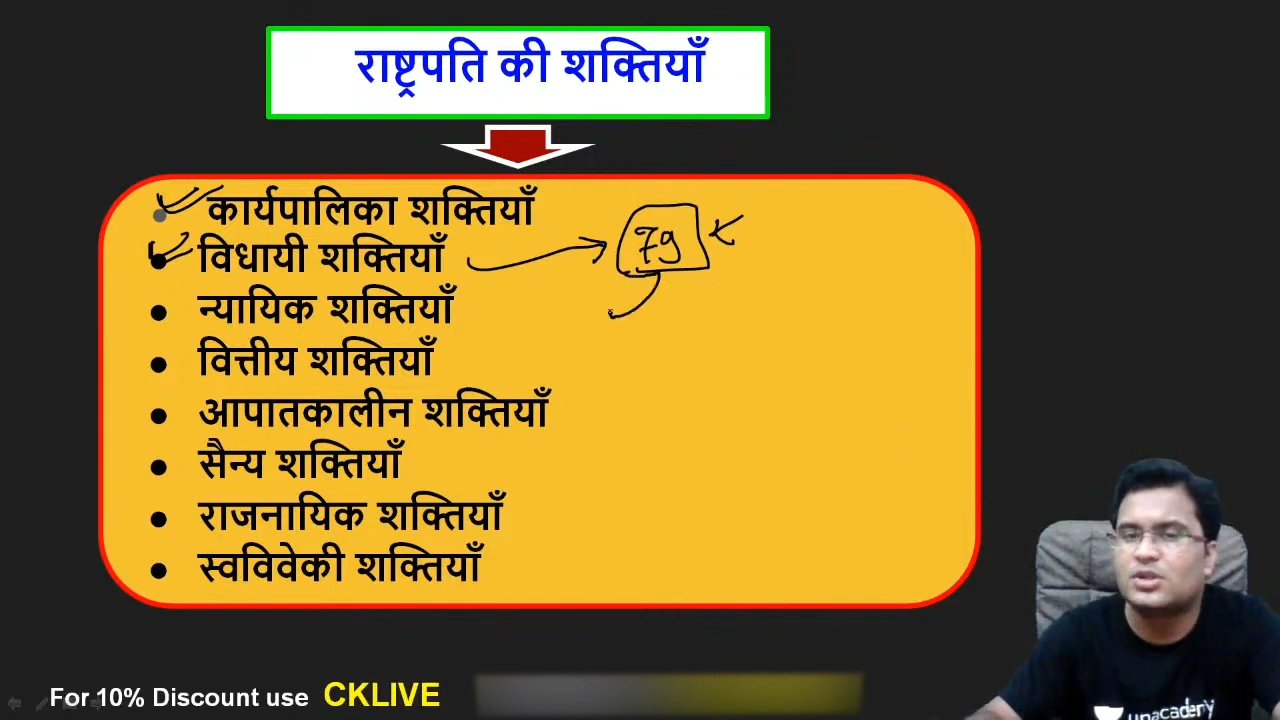 राष्ट्रपति की शक्तियाँ
कार्यपालिका शक्तियाँ
विधायी शक्तियाँ
79
न्यायिक शक्तियाँ
वित्तीय शक्तियाँ
आपातकालीन शक्तियाँ
सैन्य शक्तियाँ
राजनायिक शक्तियाँ
स्वविवेकी शक्तियाँ
For 10% Discount use CKLIVE
unacademy